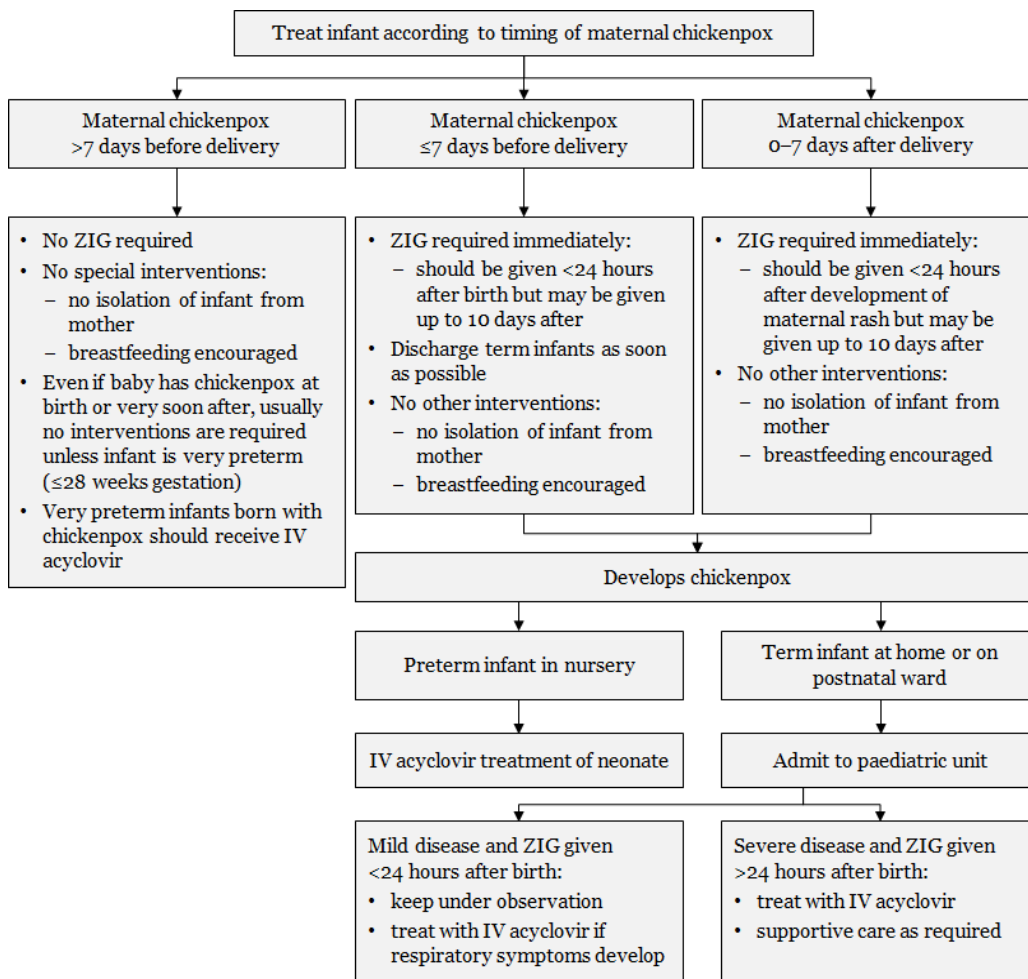 Treat infant according to timing of maternal chickenpox
Maternal chickenpox
>7 days before delivery
Maternal chickenpox
≤7 days before delivery
Maternal chickenpox
0–7 days after delivery
• No ZIG required
• No special interventions:
– no isolation of infant from
mother
– breastfeeding encouraged
• Even if baby has chickenpox at
birth or very soon after, usually
no interventions are required
unless infant is very preterm
(≤28 weeks gestation)
• Very preterm infants born with
chickenpox should receive IV
acyclovir
• ZIG required immediately:
– should be given <24 hours
after birth but may be given
up to 10 days after
• Discharge term infants as soon
as possible
• No other interventions:
– no isolation of infant from
mother
– breastfeeding encouraged
• ZIG required immediately:
– should be given <24 hours
after development of
maternal rash but may be
given up to 10 days after
• No other interventions:
– no isolation of infant from
mother
– breastfeeding encouraged
Develops chickenpox
Preterm infant in nursery
Term infant at home or on
postnatal ward
IV acyclovir treatment of neonate
Admit to paediatric unit
Mild disease and ZIG given
<24 hours after birth:
• keep under observation
• treat with IV acyclovir if
respiratory symptoms develop
Severe disease and ZIG given
>24 hours after birth:
• treat with IV acyclovir
• supportive care as required